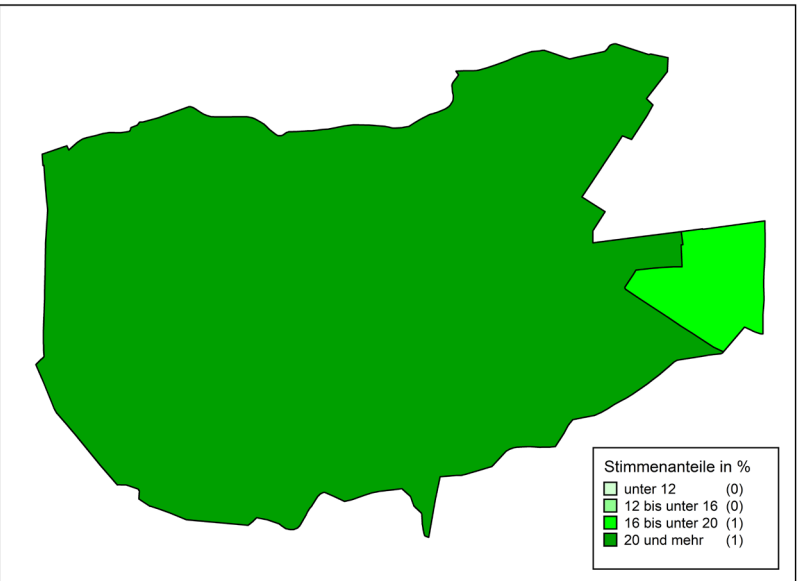 Stimmenanteile in %
unter 12 (0)
12 bis unter 16 (0)
16 bis unter 20 (1)
20 und mehr (1)